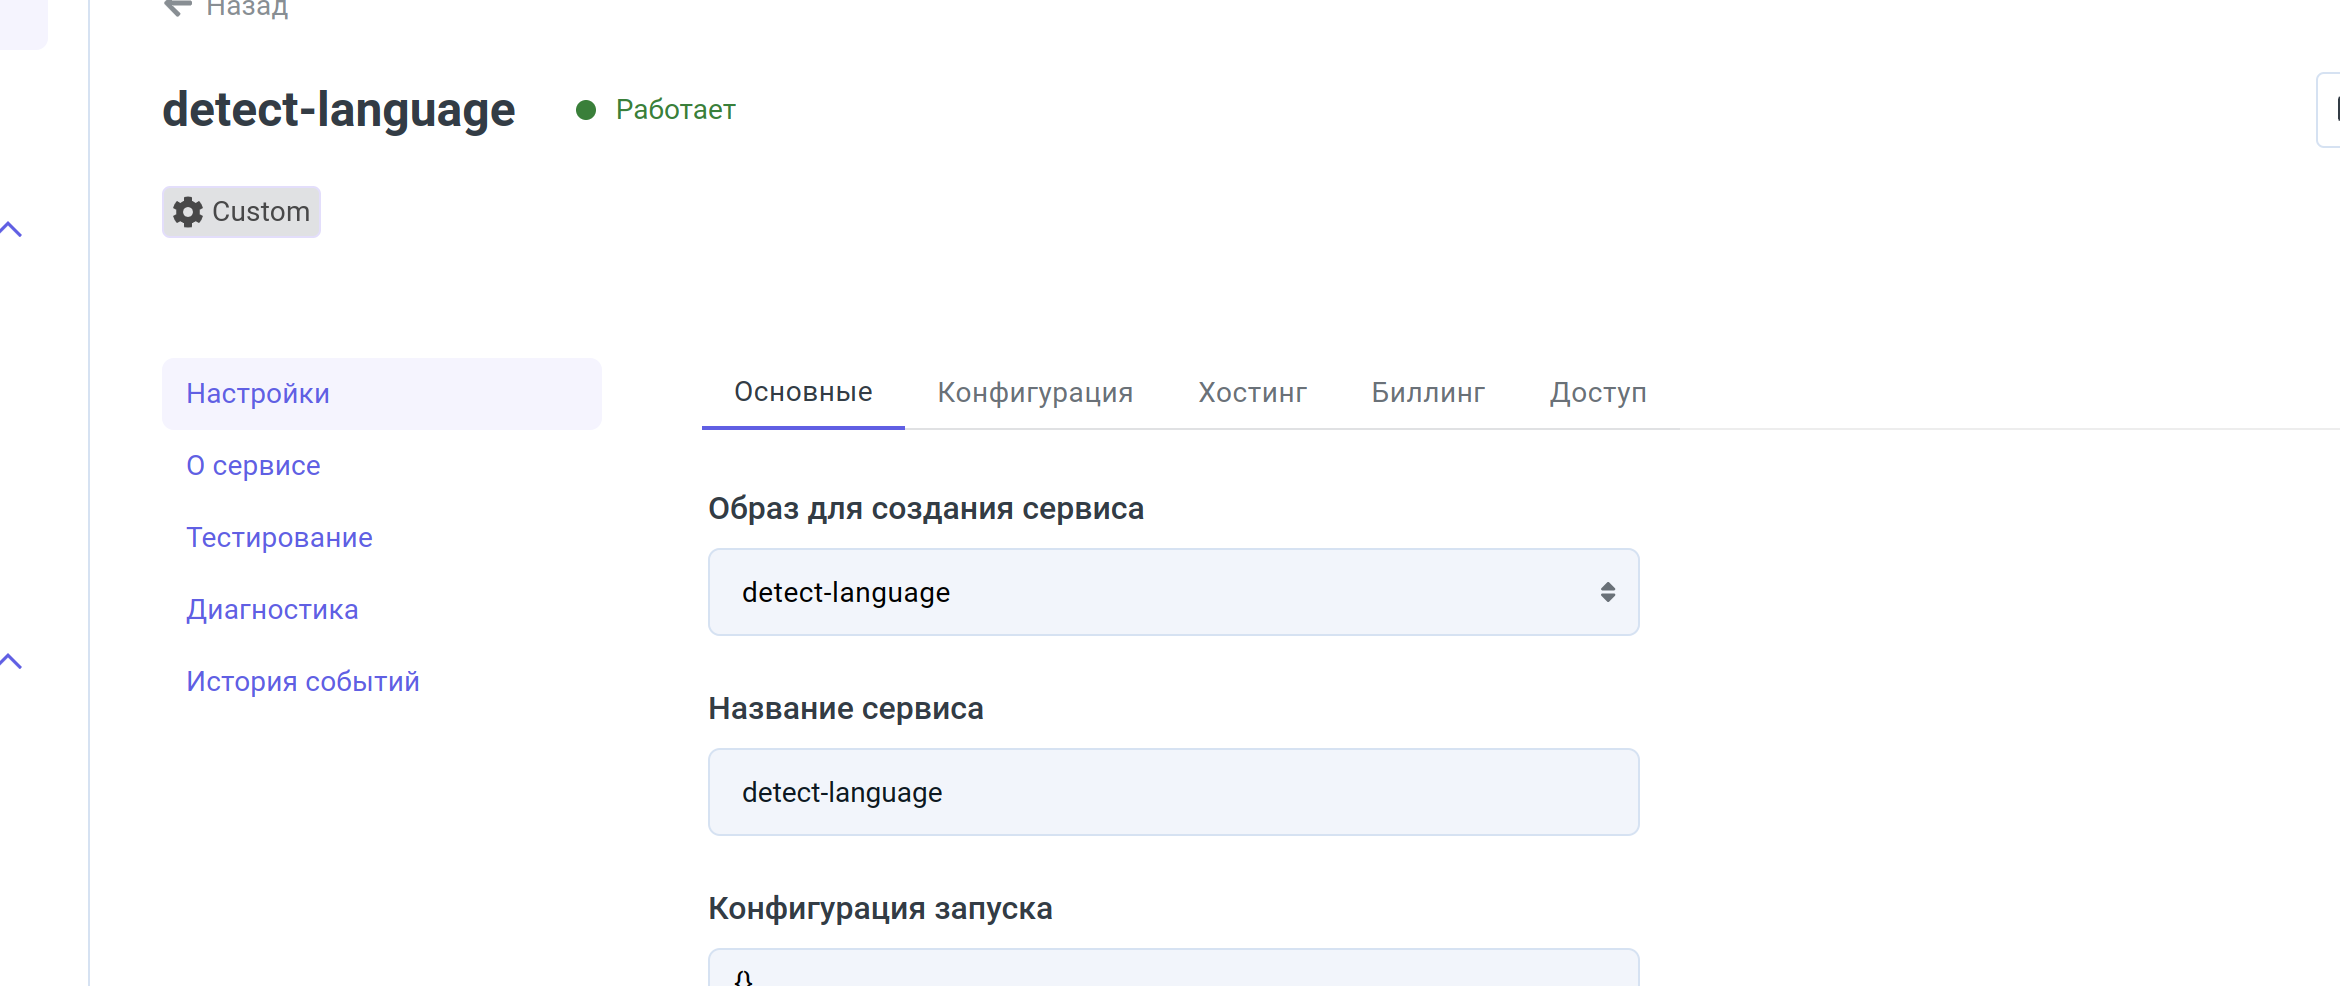 Назад
detect-language
Работает
Custom
Настройки
О сервисе
Тестирование
Диагностика
История событий
Основные Конфигурация Хостинг Биллинг Доступ
Образ для создания сервиса
detect-language
Название сервиса
detect-language
Конфигурация запуска
{}